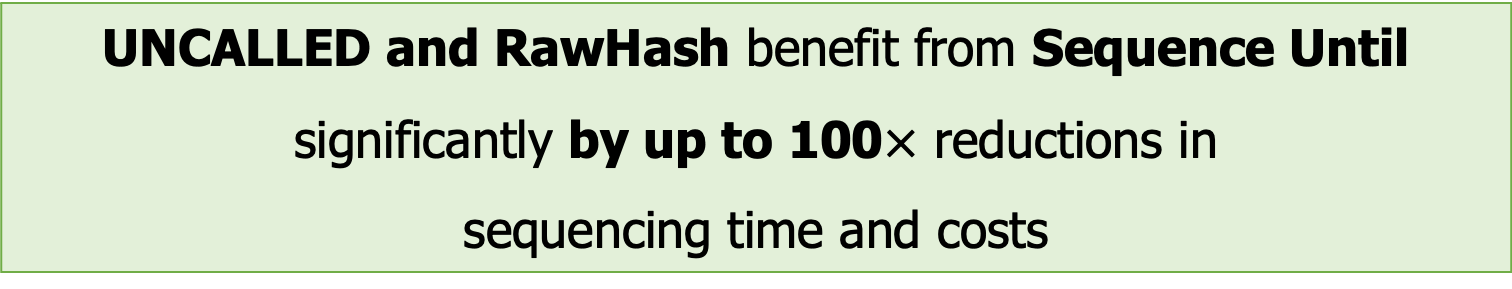 UNCALLED and RawHash benefit from Sequence Until
significantly by up to 100× reductions in
sequencing time and costs